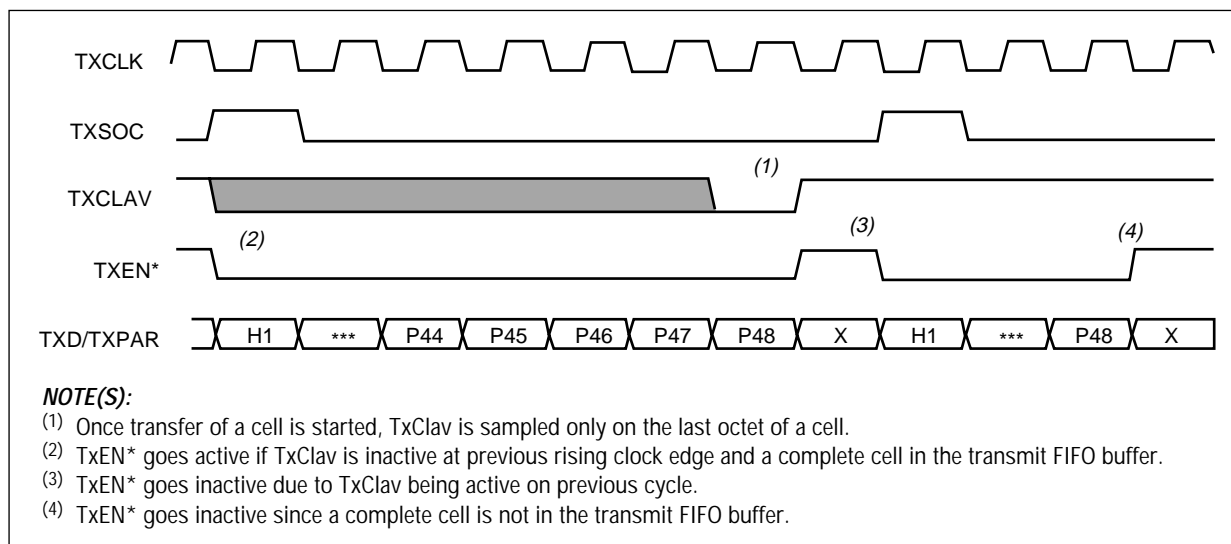 TXCLK
TXSOC
(1)
TXCLAV
(2)
(3)
(4)
TXEN*
TXD/TXPAR H1 *** P44 P45 P46 P47 P48 X H1 *** P48 X
NOTE(S):
(1) Once transfer of a cell is started, TxClav is sampled only on the last octet of a cell.
(2) TxEN* goes active if TxClav is inactive at previous rising clock edge and a complete cell in the transmit FIFO buffer.
(3) TxEN* goes inactive due to TxClav being active on previous cycle.
(4) TxEN* goes inactive since a complete cell is not in the transmit FIFO buffer.